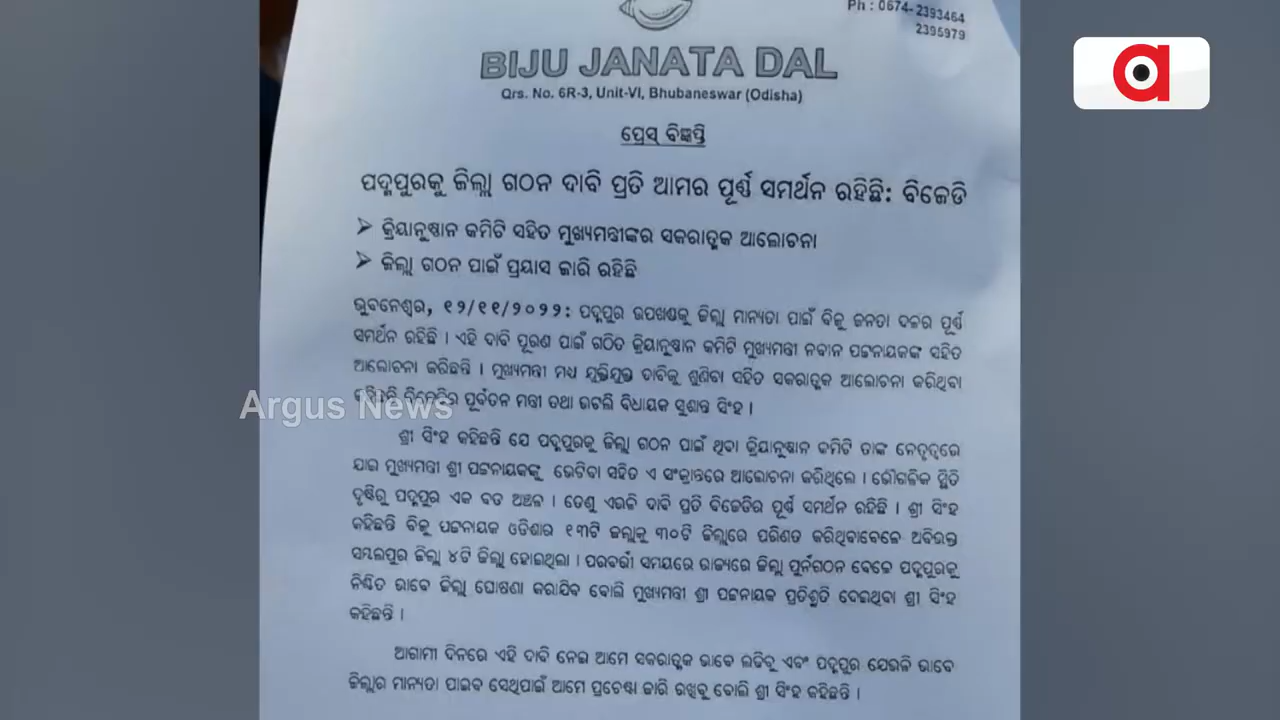 Ph : 0674-2393464
2395979
BIJU JANATA DAL
Qrs. No. 6R-3, Unit-VI, Bhubaneswar (Odisha)
ପ୍ରେସ୍ ବିଜ୍ଞପ୍ତି
ପଦ୍ମପୁରକୁ ଜିଲ୍ଲା ଗଠନ ଦାବି ପ୍ରତି ଆମର ପୂର୍ଣ୍ଣ ସମର୍ଥନ ରହିଛି: ବିଜେଡି
➢ କ୍ରିୟାନୁଷ୍ଠାନ କମିଟି ସହିତ ମୁଖ୍ୟମନ୍ତ୍ରୀଙ୍କର ସକରାତ୍ମକ ଆଲୋଚନା
➢ ଜିଲ୍ଲା ଗଠନ ପାଇଁ ପ୍ରୟାସ ଜାରି ରହିଛି
ଭୁବନେଶ୍ୱର, ୧୨/୧୧/୨୦୨୨: ପଦ୍ମପୁର ଉପଖଣ୍ଡକୁ ଜିଲ୍ଲା ମାନ୍ୟତା ପାଇଁ ବିଜୁ ଜନତା ଦଳର ପୂର୍ଣ୍ଣ
ସମର୍ଥନ ରହିଛି । ଏହି ଦାବି ପୂରଣ ପାଇଁ ଗଠିତ କ୍ରିୟାନୁଷ୍ଠାନ କମିଟି ମୁଖ୍ୟମନ୍ତ୍ରୀ ନବୀନ ପଟ୍ଟନାୟକଙ୍କ ସହିତ
ଆଲୋଚନା କରିଛନ୍ତି । ମୁଖ୍ୟମନ୍ତ୍ରୀ ମଧ୍ୟ ଯୁକ୍ତିଯୁକ୍ତ ଦାବିକୁ ଶୁଣିବା ସହିତ ସକରାତ୍ମକ ଆଲୋଚନା କରିଥିବା
ବିଜେଡିର ପୂର୍ବତନ ମନ୍ତ୍ରୀ ତଥା ଭଟଲି ବିଧାୟକ ସୁଶାନ୍ତ ସିଂହ ।
Argus News
ଶ୍ରୀ ସିଂହ କହିଛନ୍ତି ଯେ ପଦ୍ମପୁରକୁ ଜିଲ୍ଲା ଗଠନ ପାଇଁ ଥିବା କ୍ରିୟାନୁଷ୍ଠାନ କମିଟି ତାଙ୍କ ନେତୃତ୍ୱରେ
ଯାଇ ମୁଖ୍ୟମନ୍ତ୍ରୀ ଶ୍ରୀ ପଟ୍ଟନାୟକଙ୍କୁ ଭେଟିବା ସହିତ ଏ ସଂକ୍ରାନ୍ତରେ ଆଲୋଚନା କରିଥିଲେ । ଭୌଗଳିକ ସ୍ଥିତି
ଦୃଷ୍ଟିରୁ ପଦ୍ମପୁର ଏକ ବଡ ଅଞ୍ଚଳ । ତେଣୁ ଏଭଳି ଦାବି ପ୍ରତି ବିଜେଡିର ପୂର୍ଣ୍ଣ ସମର୍ଥନ ରହିଛି । ଶ୍ରୀ ସିଂହ
କହିଛନ୍ତି ବିଜୁ ପଟ୍ଟନାୟକ ଓଡିଶାର ୧୩ଟି ଜିଲ୍ଲାକୁ ୩୦ଟି ଜିଲ୍ଲାରେ ପରିଣତ କରିଥିବାବେଳେ ଅବିଭକ୍ତ
ସମ୍ବଲପୁର ଜିଲ୍ଲା ୪ଟି ଜିଲ୍ଲା ହୋଇଥିଲା । ପରବର୍ତ୍ତୀ ସମୟରେ ରାଜ୍ୟରେ ଜିଲ୍ଲା ପୁର୍ନଗଠନ ବେଳେ ପଦ୍ମପୁରକୁ
ନିଶ୍ଚିତ ଭାବେ ଜିଲ୍ଲା ଘୋଷଣା କରାଯିବ ବୋଲି ମୁଖ୍ୟମନ୍ତ୍ରୀ ଶ୍ରୀ ପଟ୍ଟନାୟକ ପ୍ରତିଶ୍ରୁତି ଦେଇଥିବା ଶ୍ରୀ ସିଂହ
କହିଛନ୍ତି ।
ଆଗାମୀ ଦିନରେ ଏହି ଦାବି ନେଇ ଆମେ ସକରାତ୍ମକ ଭାବେ ଲଢିବୁ ଏବଂ ପଦ୍ମପୁର ଯେଭଳି ଭାବେ
ଜିଲ୍ଲାର ମାନ୍ୟତା ପାଇବ ସେଥିପାଇଁ ଆମେ ପ୍ରଚେଷ୍ଟା ଜାରି ରଖିବୁ ବୋଲି ଶ୍ରୀ ସିଂହ କହିଛନ୍ତି ।